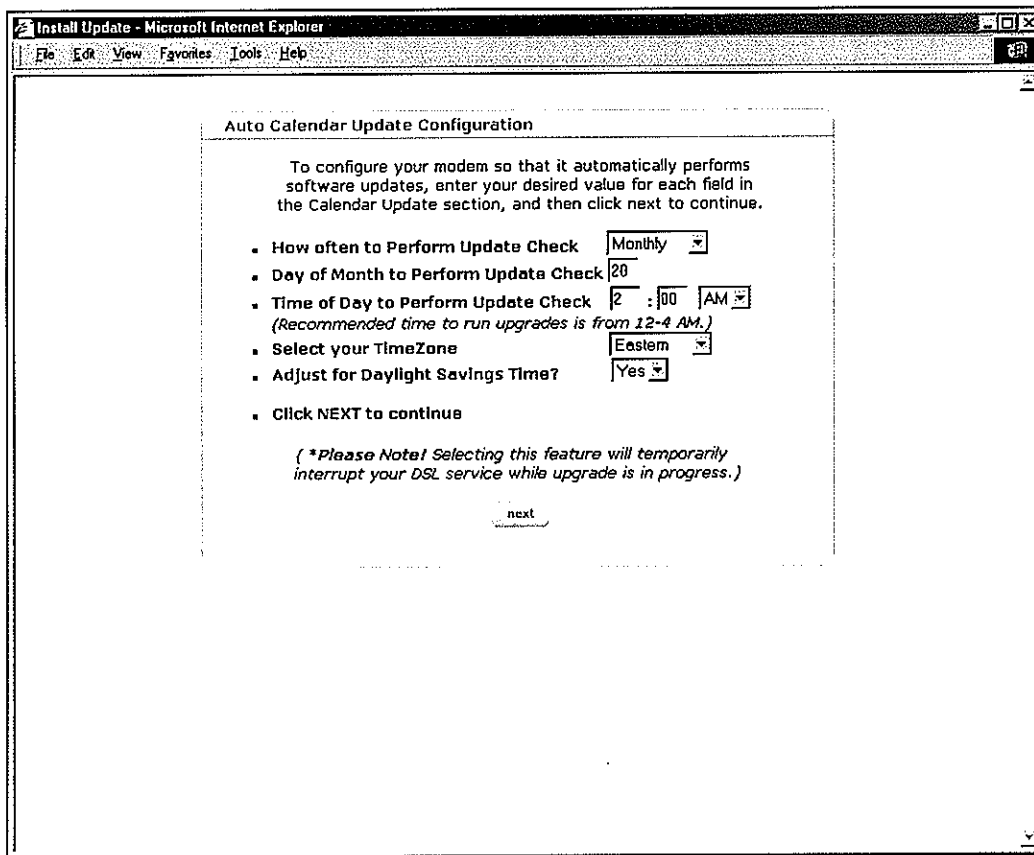 Install Update - Microsoft Internet Explorer
File Edit View Favorites Tools Help
Auto Calendar Update Configuration
To configure your modem so that it automatically performs
software updates, enter your desired value for each field in
the Calendar Update section, and then click next to continue.
▪ How often to Perform Update Check Monthly
▪ Day of Month to Perform Update Check 20
▪ Time of Day to Perform Update Check 2 : 00 AM
(Recommended time to run upgrades is from 12-4 AM.)
▪ Select your TimeZone Eastern
▪ Adjust for Daylight Savings Time? Yes
▪ Click NEXT to continue
( *Please Note! Selecting this feature will temporarily
interrupt your DSL service while upgrade is in progress.)
next